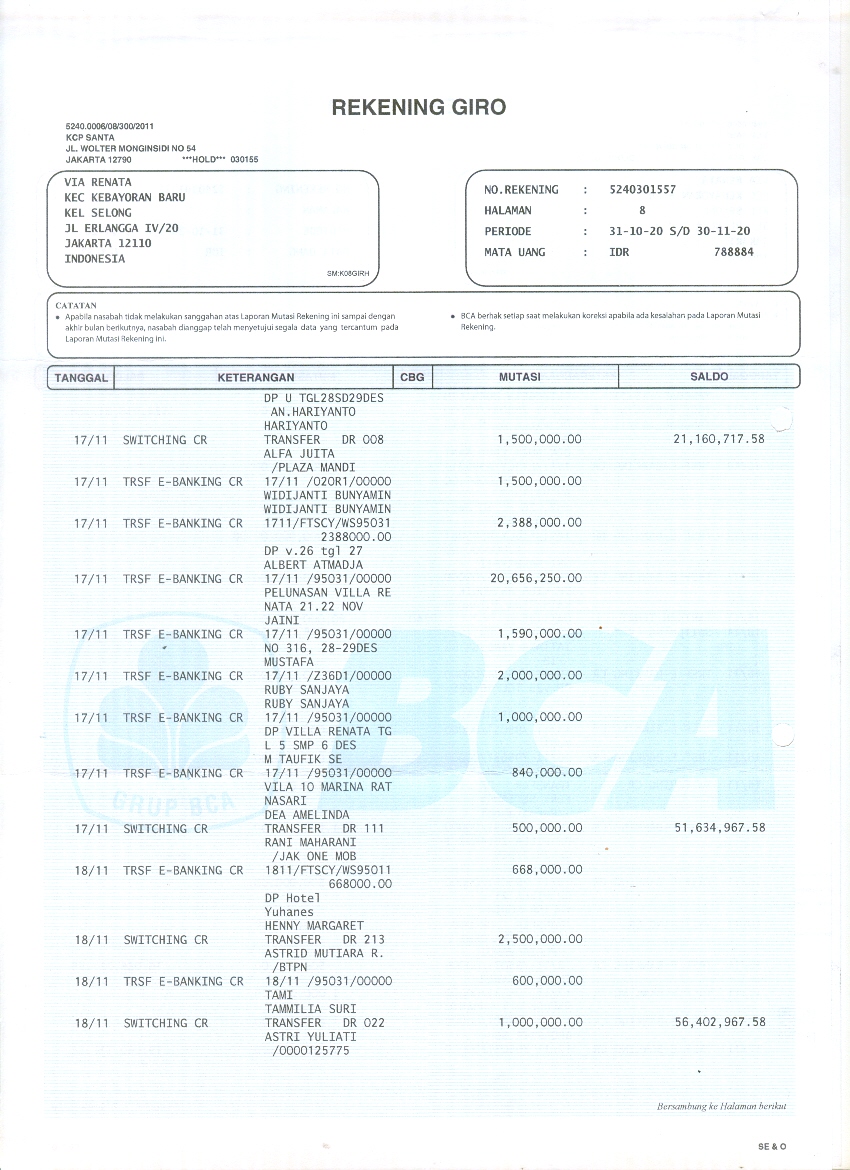 REKENING GIRO
5240.0006/08/300/2011
KCP SANTA
JL. WOLTER MONGINSIDI NO 54
JAKARTA 12790 ***HOLD*** 030155
VIA RENATA
KEC KEBAYORAN BARU
KEL SELONG
JL ERLANGGA IV/20
JAKARTA 12110
INDONESIA
SM:K08GIRH
NO.REKENING : 5240301557
HALAMAN : 8
PERIODE : 31-10-20 S/D 30-11-20
MATA UANG : IDR 788884
CATATAN
• Apabila nasabah tidak melakukan sanggahan atas Laporan Mutasi Rekening ini sampai dengan
akhir bulan berikutnya, nasabah dianggap telah menyetujui segala data yang tercantum pada
Laporan Mutasi Rekening ini.
• BCA berhak setiap saat melakukan koreksi apabila ada kesalahan pada Laporan Mutasi
Rekening.
TANGGAL KETERANGAN CBG MUTASI SALDO
DP U TGL28SD29DES
AN.HARIYANTO
HARIYANTO
17/11 SWITCHING CR TRANSFER DR 008 1,500,000.00 21,160,717.58
ALFA JUITA
/PLAZA MANDI
17/11 TRSF E-BANKING CR 17/11 /020R1/00000 1,500,000.00
WIDIJANTI BUNYAMIN
WIDIJANTI BUNYAMIN
17/11 TRSF E-BANKING CR 1711/FTSCY/WS95031 2,388,000.00
2388000.00
DP v.26 tgl 27
ALBERT ATMADJA
17/11 TRSF E-BANKING CR 17/11 /95031/00000 20,656,250.00
PELUNASAN VILLA RE
NATA 21.22 NOV
JAINI
17/11 TRSF E-BANKING CR 17/11 /95031/00000 1,590,000.00
NO 316, 28-29DES
MUSTAFA
17/11 TRSF E-BANKING CR 17/11 /Z36D1/00000 2,000,000.00
RUBY SANJAYA
RUBY SANJAYA
17/11 TRSF E-BANKING CR 17/11 /95031/00000 1,000,000.00
DP VILLA RENATA TG
L 5 SMP 6 DES
M TAUFIK SE
17/11 TRSF E-BANKING CR 17/11 /95031/00000 840,000.00
VILA 10 MARINA RAT
NASARI
DEA AMELINDA
17/11 SWITCHING CR TRANSFER DR 111 500,000.00 51,634,967.58
RANI MAHARANI
/JAK ONE MOB
18/11 TRSF E-BANKING CR 1811/FTSCY/WS95011 668,000.00
668000.00
DP Hotel
Yuhanes
HENNY MARGARET
18/11 SWITCHING CR TRANSFER DR 213 2,500,000.00
ASTRID MUTIARA R.
/BTPN
18/11 TRSF E-BANKING CR 18/11 /95031/00000 600,000.00
TAMI
TAMMILIA SURI
18/11 SWITCHING CR TRANSFER DR 022 1,000,000.00 56,402,967.58
ASTRI YULIATI
/0000125775
GRUP BCA
BCA
Bersambung ke Halaman berikut
SE & O